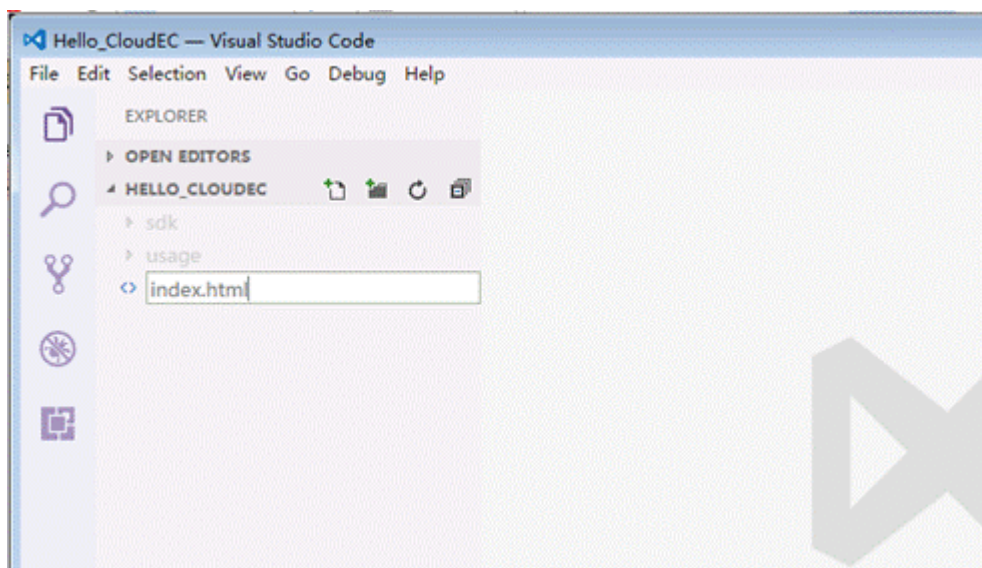 Hello_CloudEC — Visual Studio Code
File Edit Selection View Go Debug Help
EXPLORER
OPEN EDITORS
HELLO_CLOUDEC
sdk
usage
index.html